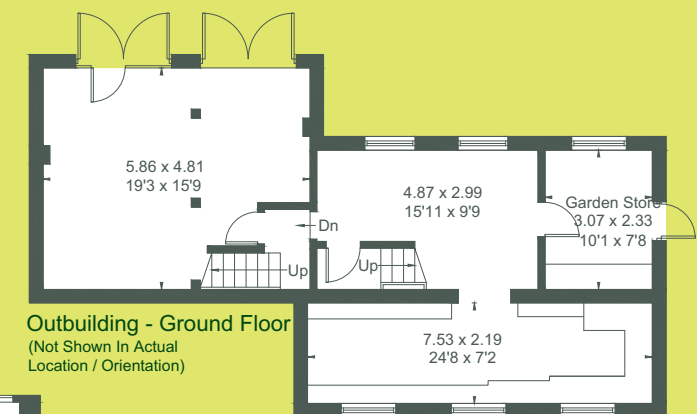 5.86 x 4.81
19'3 x 15'9
4.87 x 2.99
15'11 x 9'9
Garden Store
3.07 x 2.33
10'1 x 7'8
Dn
Up
Up
Outbuilding - Ground Floor
(Not Shown In Actual
Location / Orientation)
7.53 x 2.19
24'8 x 7'2